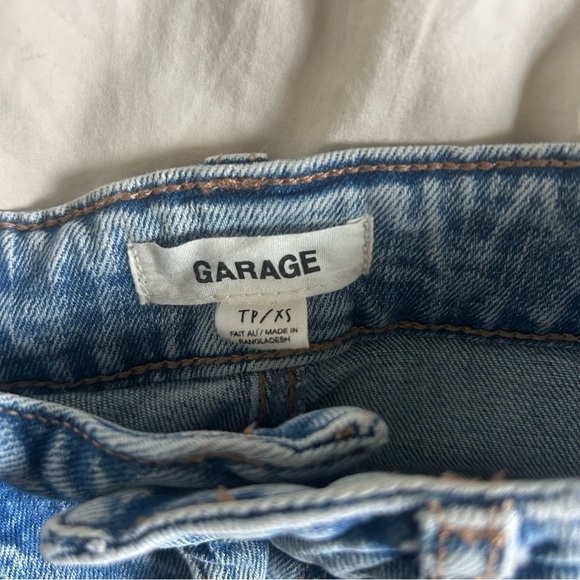 GARAGE
TP/XS
FAIT AU / MADE IN
BANGLADESH